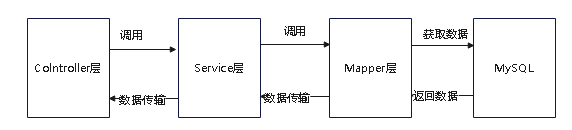 调用
调用
获取数据
Colntroller层
Service层
Mapper层
MySQL
数据传输
数据传输
返回数据